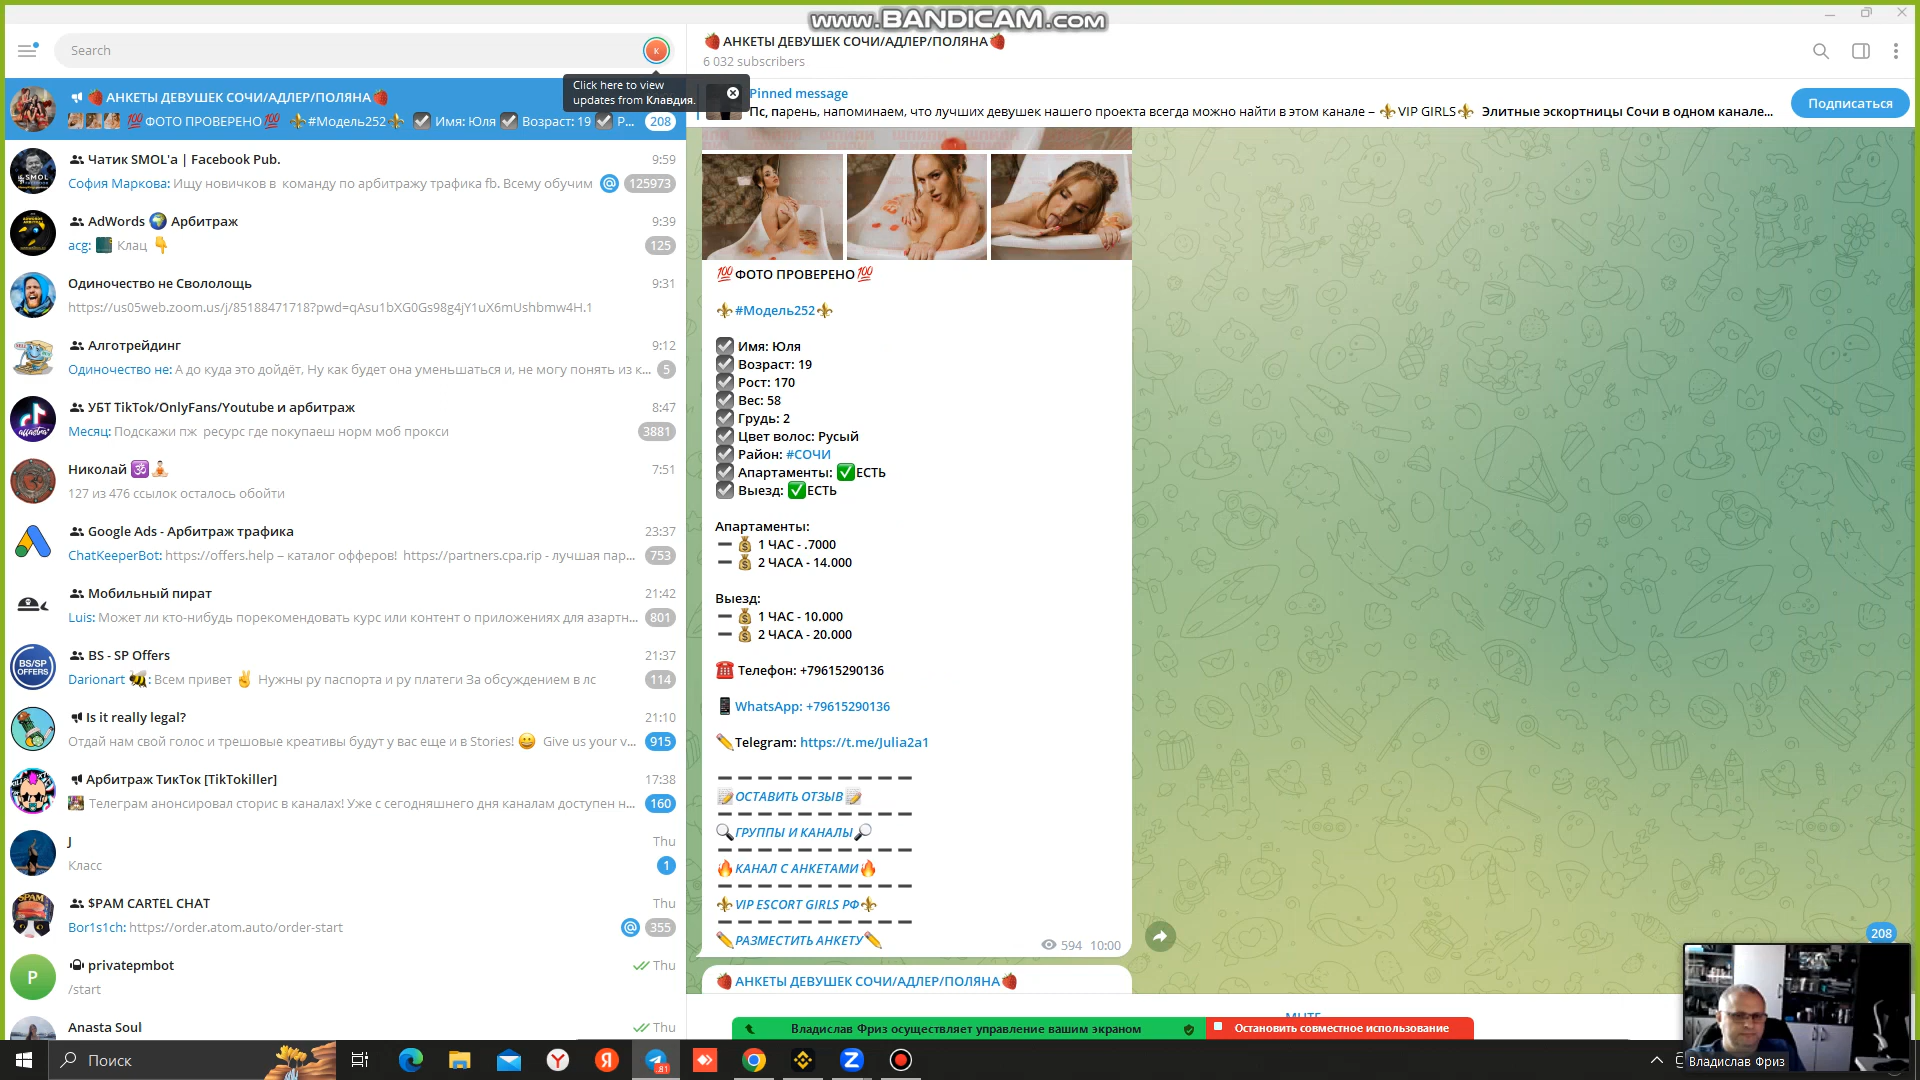 www.BANDICAM.com
Search
К
Click here to view
updates from Клавдия.
🍓АНКЕТЫ ДЕВУШЕК СОЧИ/АДЛЕР/ПОЛЯНА🍓
💯ФОТО ПРОВЕРЕНО💯 ⚜️#Модель252⚜️ ☑️ Имя: Юля ☑️ Возраст: 19 ☑️ Р... 208
Чатик SMOL'a | Facebook Pub. 9:59
София Маркова: Ищу новичков в команду по арбитражу трафика fb. Всему обучим @ 125973
AdWords 🌍 Арбитраж 9:39
acg: Клац 👇 125
Одиночество не Свололощь 9:31
https://us05web.zoom.us/j/85188471718?pwd=qAsu1bXG0Gs98g4jY1uX6mUshbmw4H.1
Алготрейдинг 9:12
Одиночество не: А до куда это дойдёт, Ну как будет она уменьшаться и, не могу понять из к... 5
УБТ TikTok/OnlyFans/Youtube и арбитраж 8:47
Месяц: Подскажи пж ресурс где покупаеш норм моб прокси 3881
Николай 🕉🧘 7:51
127 из 476 ссылок осталось обойти
Google Ads - Арбитраж трафика 23:37
ChatKeeperBot: https://offers.help – каталог офферов! https://partners.cpa.rip - лучшая пар... 753
Мобильный пират 21:42
Luis: Может ли кто-нибудь порекомендовать курс или контент о приложениях для азартн... 801
BS/SP OFFERS
BS - SP Offers 21:37
Darionart 🐝: Всем привет ✌️ Нужны ру паспорта и ру платеги За обсуждением в лс 114
Is it really legal? 21:10
Отдай нам свой голос и трешовые креативы будут у вас еще и в Stories! 😀 Give us your v... 915
Арбитраж ТикТок [TikTokiller] 17:38
Телеграм анонсировал сторис в каналах! Уже с сегодняшнего дня каналам доступен н... 160
J Thu
Класс 1
$PAM CARTEL CHAT Thu
Bor1s1ch: https://order.atom.auto/order-start @ 355
P
privatepmbot Thu
/start
Anasta Soul Thu
🍓АНКЕТЫ ДЕВУШЕК СОЧИ/АДЛЕР/ПОЛЯНА🍓
6 032 subscribers
Pinned message
Пс, парень, напоминаем, что лучших девушек нашего проекта всегда можно найти в этом канале – ⚜️VIP GIRLS⚜️ Элитные эскортницы Сочи в одном канале...
Подписаться
💯ФОТО ПРОВЕРЕНО💯
⚜️#Модель252⚜️
☑️ Имя: Юля
☑️ Возраст: 19
☑️ Рост: 170
☑️ Вес: 58
☑️ Грудь: 2
☑️ Цвет волос: Русый
☑️ Район: #СОЧИ
☑️ Апартаменты: ✅ЕСТЬ
☑️ Выезд: ✅ЕСТЬ
Апартаменты:
➖💰 1 ЧАС - .7000
➖💰 2 ЧАСА - 14.000
Выезд:
➖💰 1 ЧАС - 10.000
➖💰 2 ЧАСА - 20.000
☎️ Телефон: +79615290136
📱WhatsApp: +79615290136
✏️Telegram: https://t.me/Julia2a1
➖➖➖➖➖➖➖➖➖➖➖
📝ОСТАВИТЬ ОТЗЫВ📝
➖➖➖➖➖➖➖➖➖➖➖
🔍ГРУППЫ И КАНАЛЫ🔎
➖➖➖➖➖➖➖➖➖➖➖
🔥КАНАЛ С АНКЕТАМИ🔥
➖➖➖➖➖➖➖➖➖➖➖
⚜️VIP ESCORT GIRLS РФ⚜️
➖➖➖➖➖➖➖➖➖➖➖
✏️РАЗМЕСТИТЬ АНКЕТУ✏️
594 10:00
208
🍓АНКЕТЫ ДЕВУШЕК СОЧИ/АДЛЕР/ПОЛЯНА🍓
MUTE
Владислав Фриз осуществляет управление вашим экраном
Остановить совместное использование
Владислав Фриз
Поиск